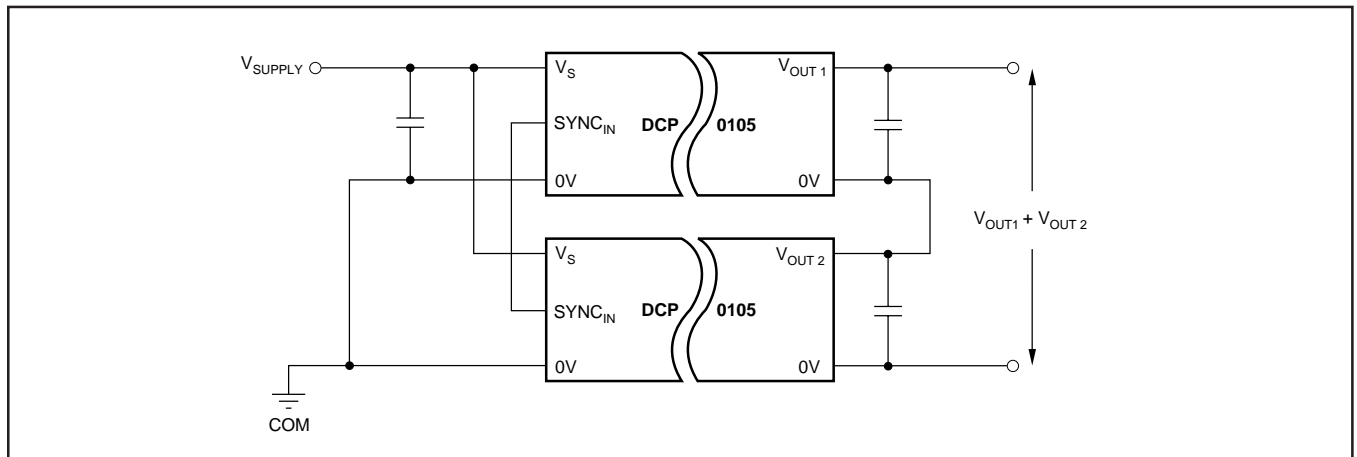 V_SUPPLY
V_S
V_OUT 1
SYNC_IN
DCP
0105
0V
0V
V_OUT1 + V_OUT 2
V_S
V_OUT 2
SYNC_IN
DCP
0105
0V
0V
COM